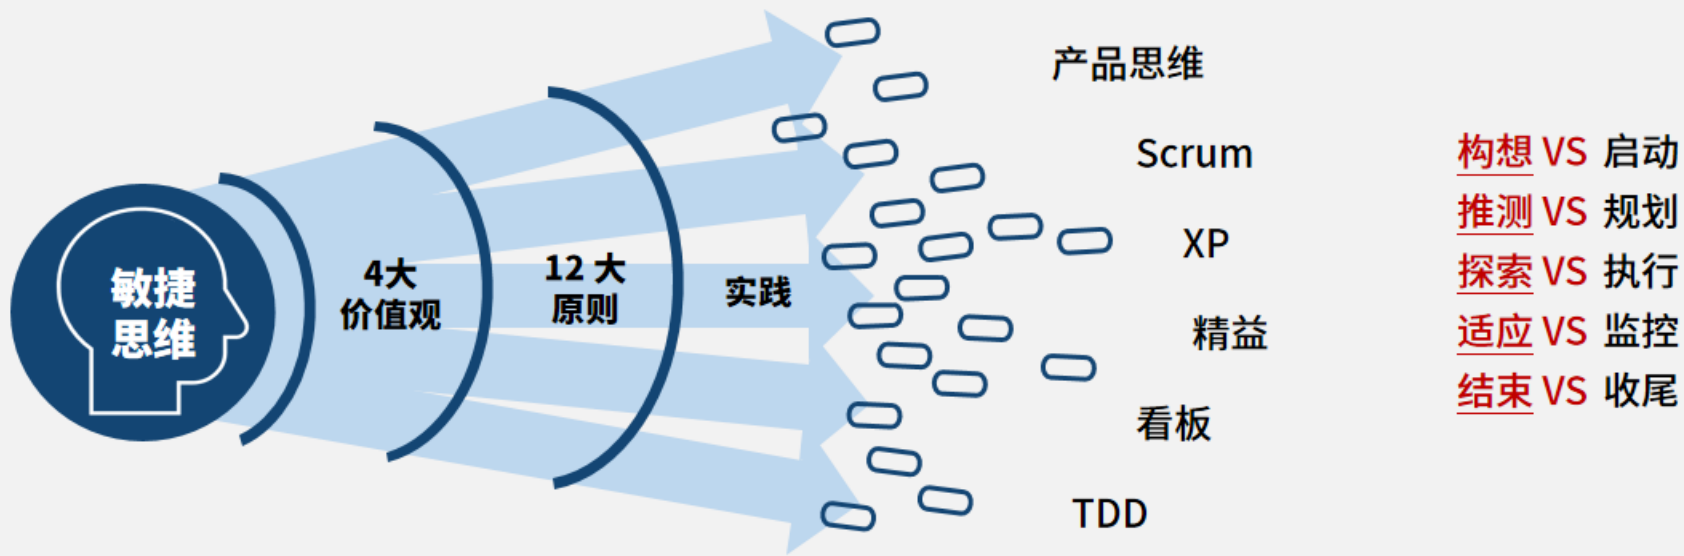 敏捷
思维
4大
价值观
12 大
原则
实践
产品思维
Scrum
XP
精益
看板
TDD
构想 VS 启动
推测 VS 规划
探索 VS 执行
适应 VS 监控
结束 VS 收尾